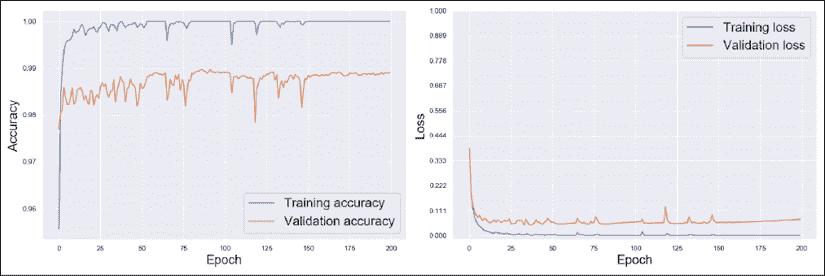 1.00
0.99
0.98
0.97
0.96
Accuracy
Training accuracy
Validation accuracy
0 25 50 75 100 125 150 175 200
Epoch
1.000
0.889
0.778
0.667
0.556
0.444
0.333
0.222
0.111
0.000
Loss
Training loss
Validation loss
0 25 50 75 100 125 150 175 200
Epoch